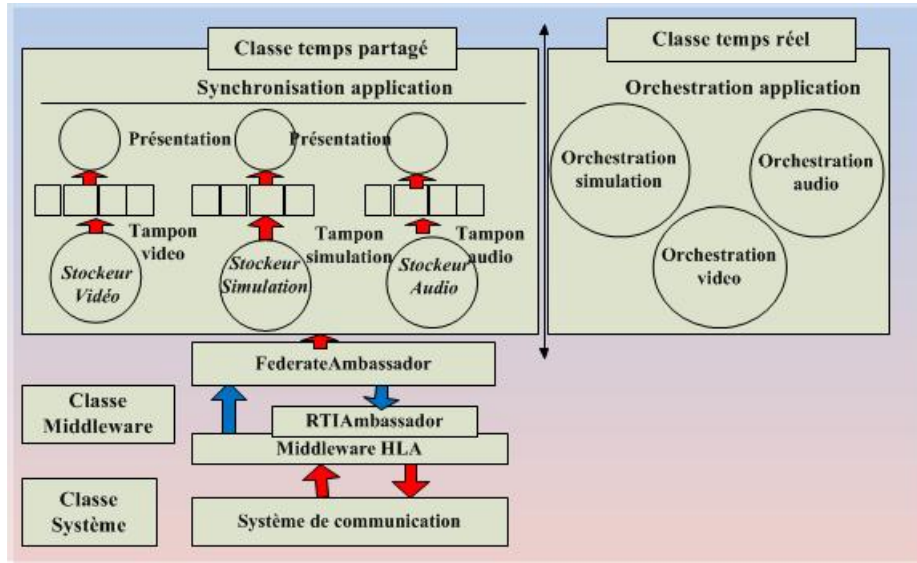 Classe temps partagé
Classe temps réel
Synchronisation application
Orchestration application
Présentation
Présentation
Orchestration
simulation
Orchestration
audio
Orchestration
video
Tampon
video
Tampon
simulation
Tampon
audio
Stockeur
Vidéo
Stockeur
Simulation
Stockeur
Audio
FederateAmbassador
Classe
Middleware
RTIAmbassador
Middleware HLA
Classe
Système
Système de communication